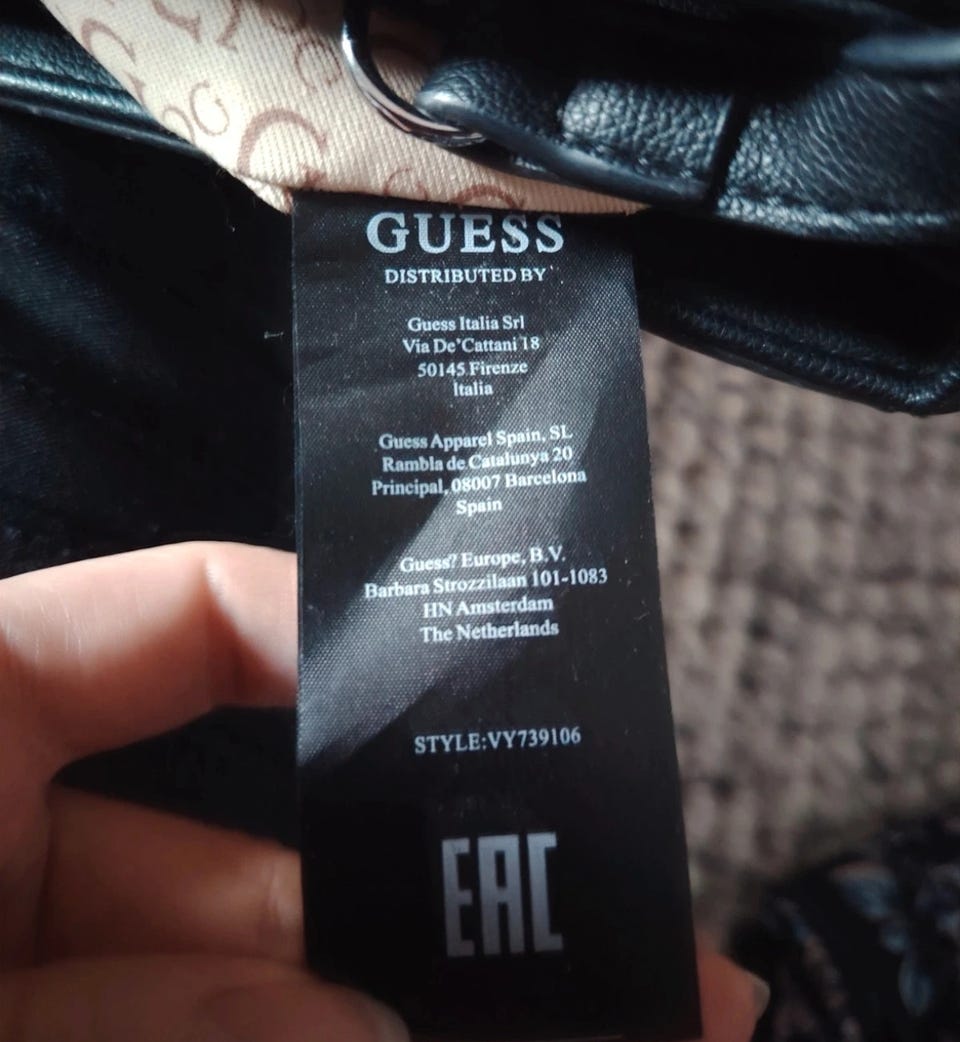 GUESS
DISTRIBUTED BY
Guess Italia Srl
Via De'Cattani 18
50145 Firenze
Italia
Guess Apparel Spain, SL
Rambla de Catalunya 20
Principal, 08007 Barcelona
Spain
Guess? Europe, B.V.
Barbara Strozzilaan 101-1083
HN Amsterdam
The Netherlands
STYLE:VY739106
EAC